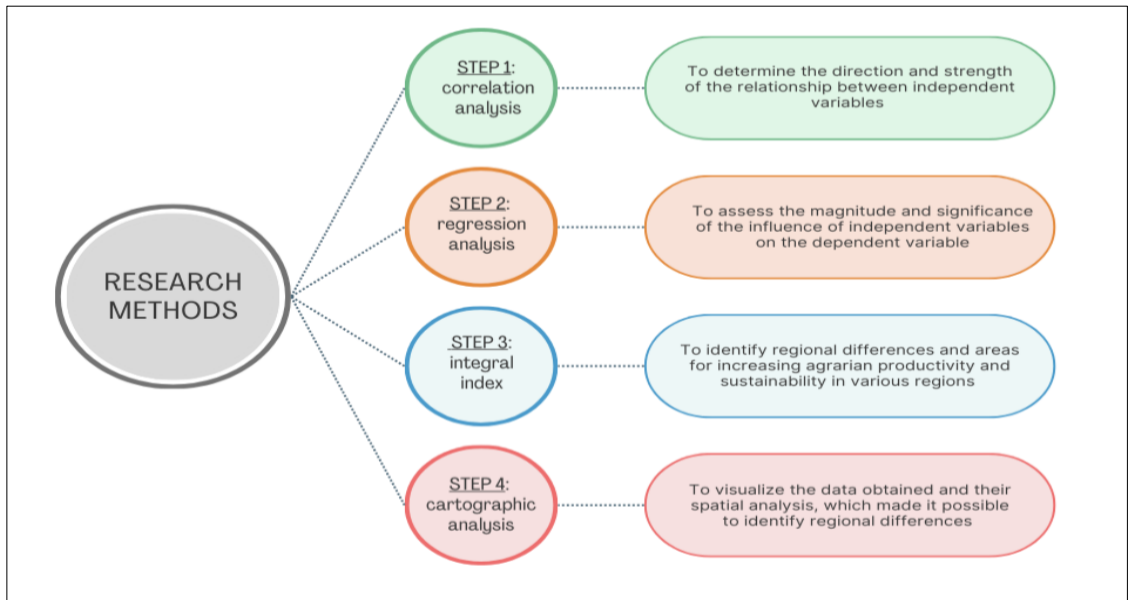 RESEARCH
METHODS
STEP 1:
correlation
analysis
To determine the direction and strength
of the relationship between independent
variables
STEP 2:
regression
analysis
To assess the magnitude and significance
of the influence of independent variables
on the dependent variable
STEP 3:
integral
index
To identify regional differences and areas
for increasing agrarian productivity and
sustainability in various regions
STEP 4:
cartographic
analysis
To visualize the data obtained and their
spatial analysis, which made it possible
to identify regional differences